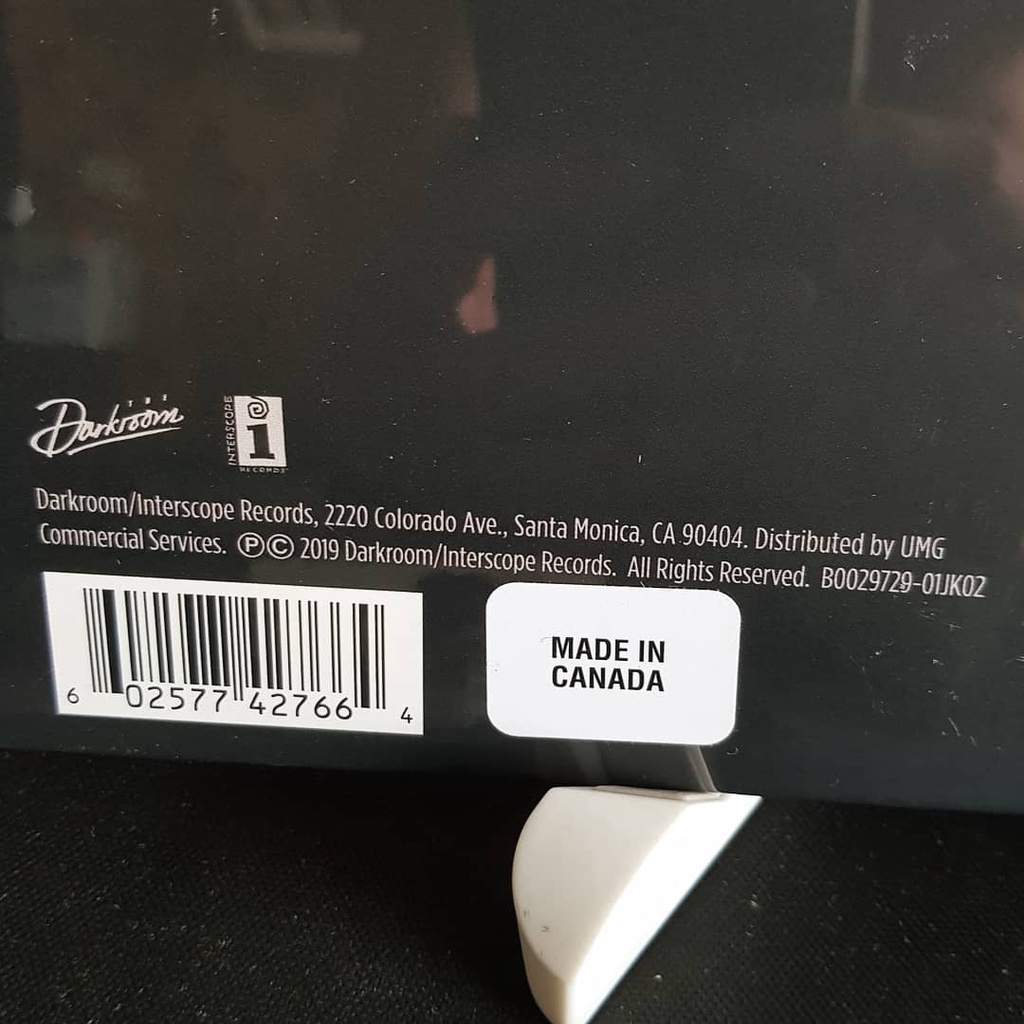 THE
Darkroom
INTERSCOPE
i
RECORDS
Darkroom/Interscope Records, 2220 Colorado Ave., Santa Monica, CA 90404. Distributed by UMG
Commercial Services. ℗© 2019 Darkroom/Interscope Records. All Rights Reserved. B0029729-01JK02
6 02577 42766 4
MADE IN
CANADA